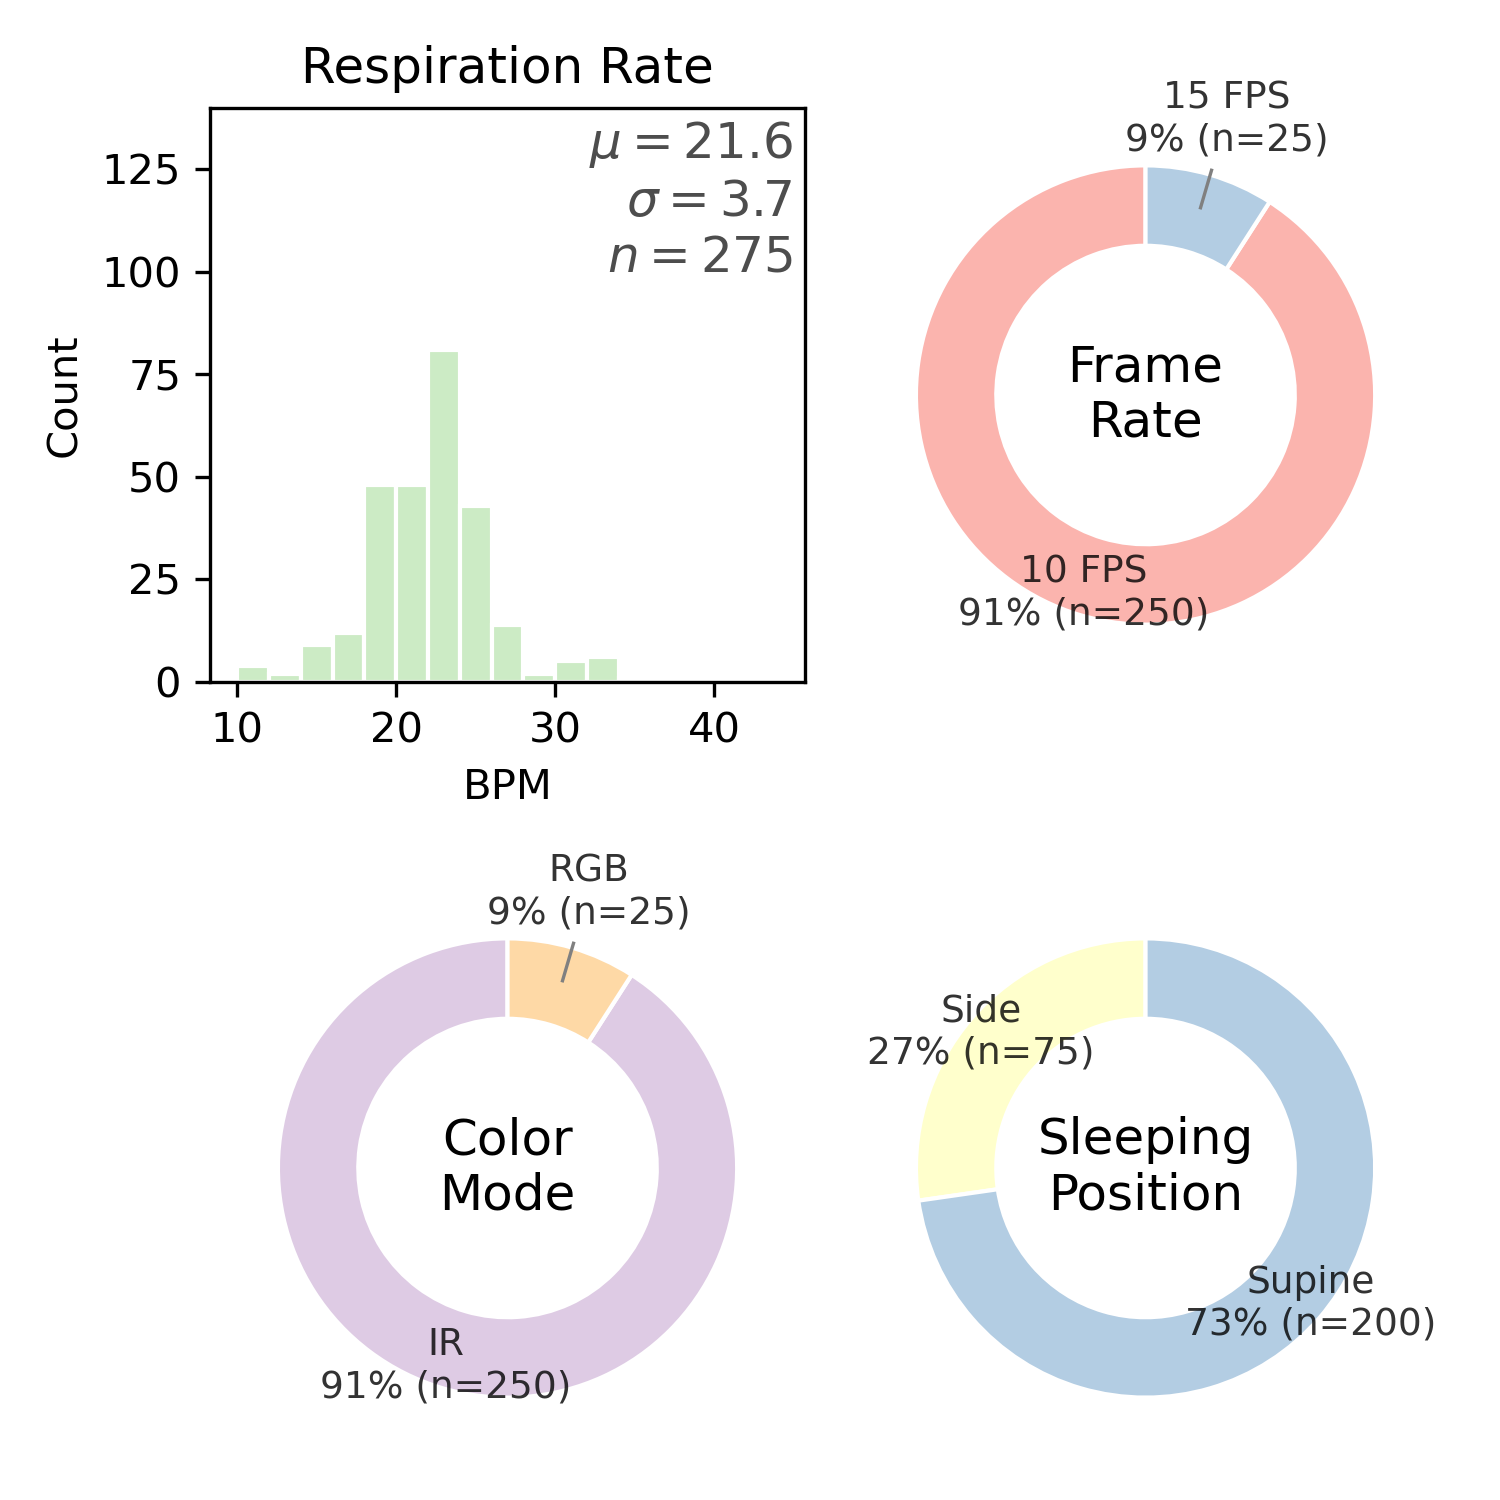 Respiration Rate
μ = 21.6
σ = 3.7
n = 275
125
100
75
50
25
0
Count
10 20 30 40
BPM
15 FPS
9% (n=25)
Frame
Rate
10 FPS
91% (n=250)
RGB
9% (n=25)
Color
Mode
IR
91% (n=250)
Side
27% (n=75)
Sleeping
Position
Supine
73% (n=200)